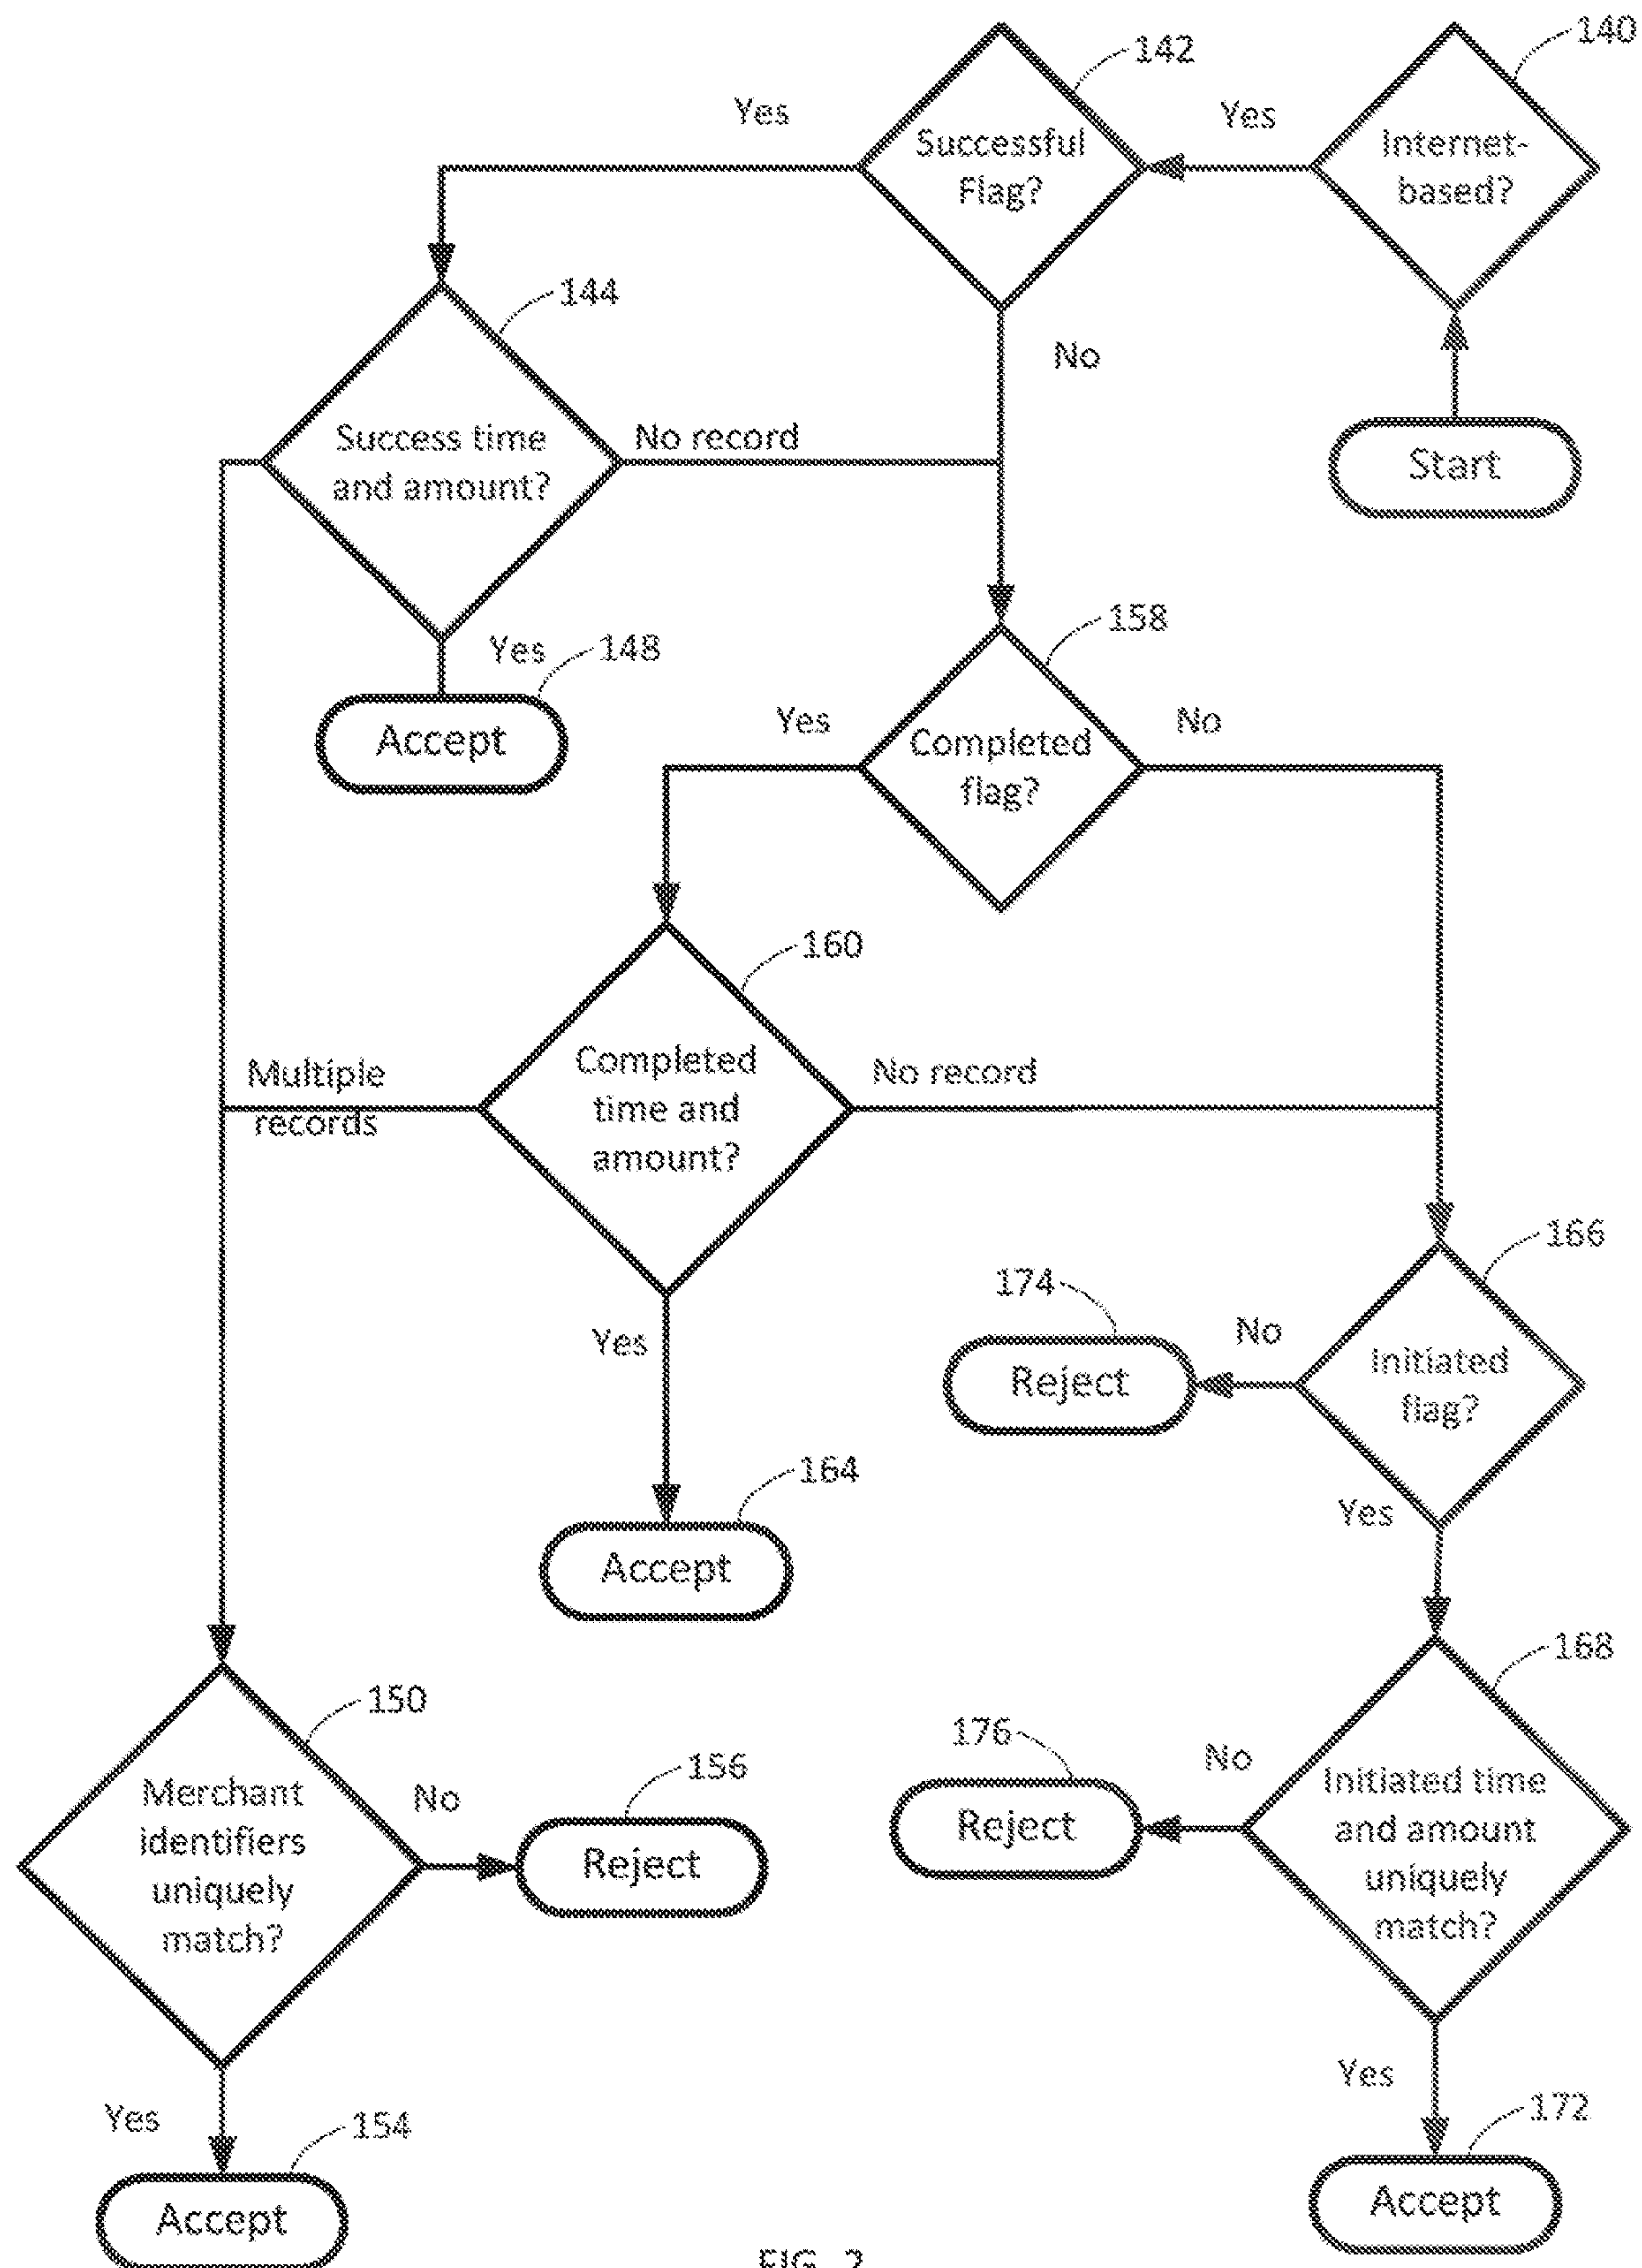 140
142
Yes
Yes
Successful
Flag?
Internet-
based?
144
No
Success time
and amount?
No record
Start
158
Yes
148
Accept
Yes
No
Completed
flag?
160
Multiple
records
Completed
time and
amount?
No record
166
174
No
Yes
Reject
Initiated
flag?
164
Yes
Accept
168
150
176
No
156
No
Merchant
identifiers
uniquely
match?
Reject
Reject
Initiated time
and amount
uniquely
match?
Yes
Yes
154
172
Accept
Accept
FIG. 2